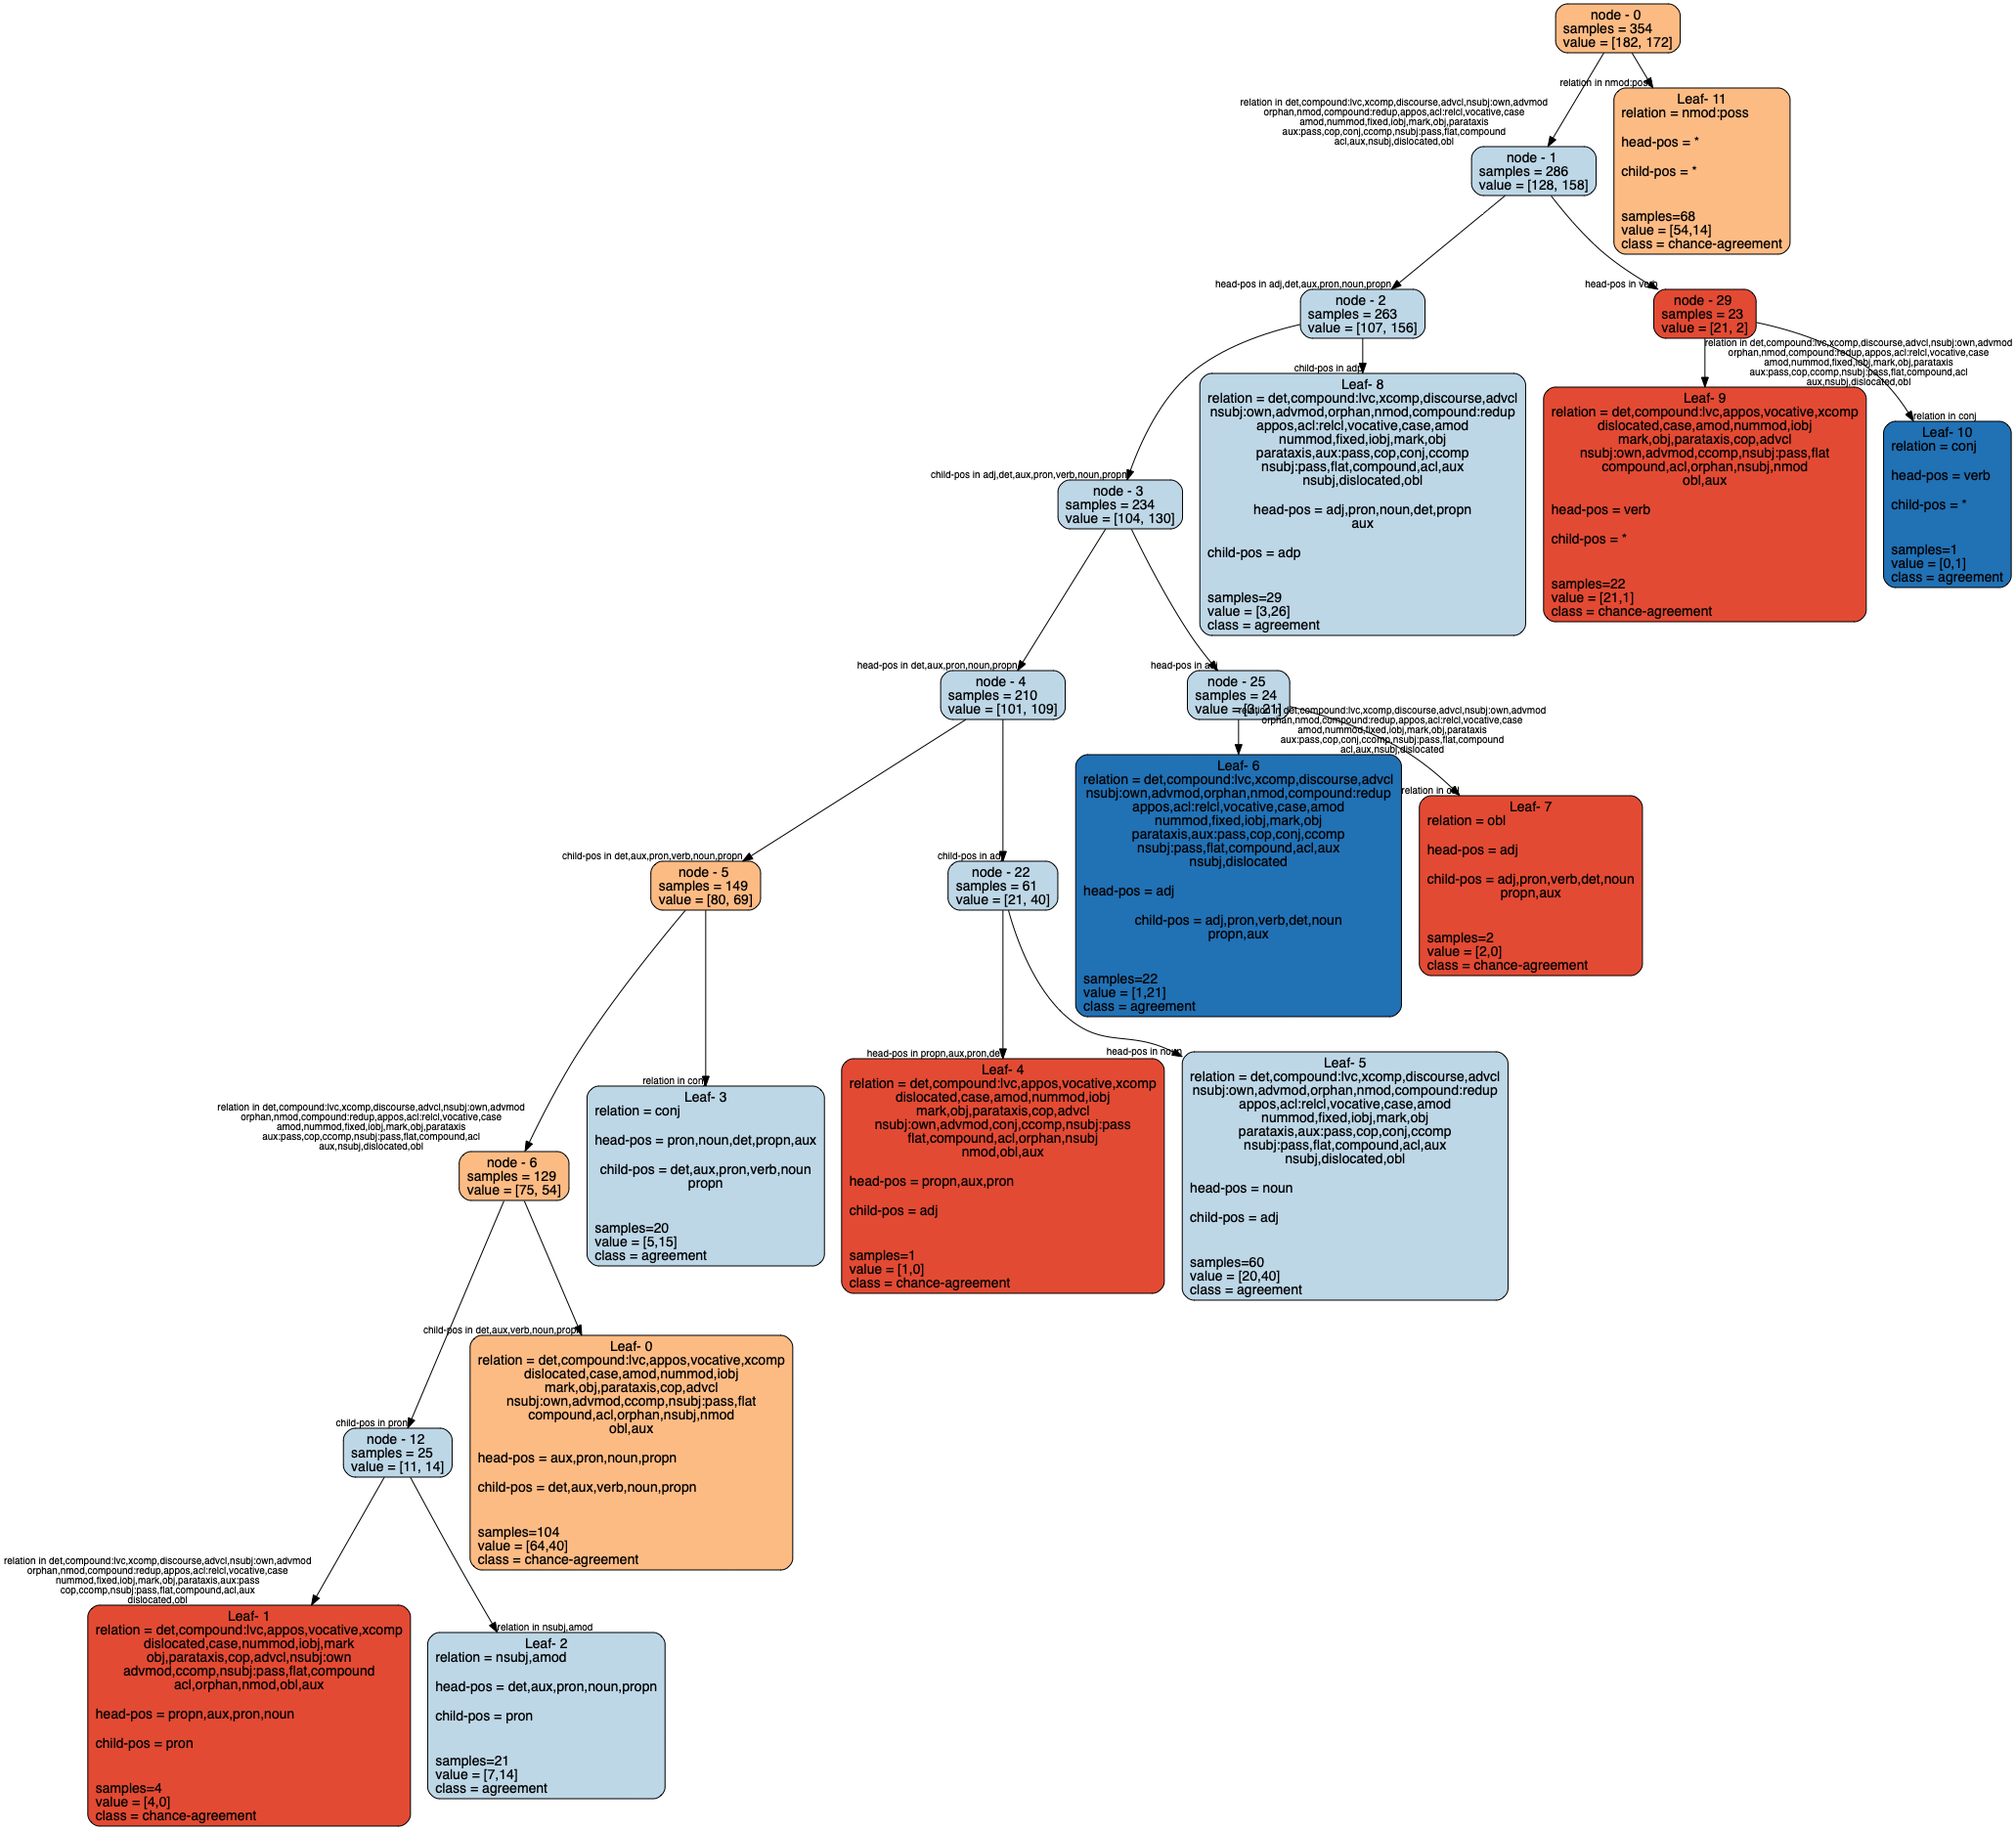 node - 0
samples = 354
value = [182, 172]
relation in nmod:poss
Leaf- 11
relation = nmod:poss
head-pos = *
child-pos = *
samples=68
value = [54,14]
class = chance-agreement
relation in det,compound:lvc,xcomp,discourse,advcl,nsubj:own,advmod
orphan,nmod,compound:redup,appos,acl:relcl,vocative,case
amod,nummod,fixed,iobj,mark,obj,parataxis
aux:pass,cop,conj,ccomp,nsubj:pass,flat,compound
acl,aux,nsubj,dislocated,obl
node - 1
samples = 286
value = [128, 158]
head-pos in adj,det,aux,pron,noun,propn
node - 2
samples = 263
value = [107, 156]
head-pos in verb
node - 29
samples = 23
value = [21, 2]
relation in det,compound:lvc,xcomp,discourse,advcl,nsubj:own,advmod
orphan,nmod,compound:redup,appos,acl:relcl,vocative,case
amod,nummod,fixed,iobj,mark,obj,parataxis
aux:pass,cop,ccomp,nsubj:pass,flat,compound,acl
aux,nsubj,dislocated,obl
child-pos in adp
Leaf- 8
relation = det,compound:lvc,xcomp,discourse,advcl
nsubj:own,advmod,orphan,nmod,compound:redup
appos,acl:relcl,vocative,case,amod
nummod,fixed,iobj,mark,obj
parataxis,aux:pass,cop,conj,ccomp
nsubj:pass,flat,compound,acl,aux
nsubj,dislocated,obl
head-pos = adj,pron,noun,det,propn
aux
child-pos = adp
samples=29
value = [3,26]
class = agreement
Leaf- 9
relation = det,compound:lvc,appos,vocative,xcomp
dislocated,case,amod,nummod,iobj
mark,obj,parataxis,cop,advcl
nsubj:own,advmod,ccomp,nsubj:pass,flat
compound,acl,orphan,nsubj,nmod
obl,aux
head-pos = verb
child-pos = *
samples=22
value = [21,1]
class = chance-agreement
relation in conj
Leaf- 10
relation = conj
head-pos = verb
child-pos = *
samples=1
value = [0,1]
class = agreement
child-pos in adj,det,aux,pron,verb,noun,propn
node - 3
samples = 234
value = [104, 130]
head-pos in det,aux,pron,noun,propn
node - 4
samples = 210
value = [101, 109]
head-pos in adj
node - 25
samples = 24
value = [3, 21]
relation in det,compound:lvc,xcomp,discourse,advcl,nsubj:own,advmod
orphan,nmod,compound:redup,appos,acl:relcl,vocative,case
amod,nummod,fixed,iobj,mark,obj,parataxis
aux:pass,cop,conj,ccomp,nsubj:pass,flat,compound
acl,aux,nsubj,dislocated
Leaf- 6
relation = det,compound:lvc,xcomp,discourse,advcl
nsubj:own,advmod,orphan,nmod,compound:redup
appos,acl:relcl,vocative,case,amod
nummod,fixed,iobj,mark,obj
parataxis,aux:pass,cop,conj,ccomp
nsubj:pass,flat,compound,acl,aux
nsubj,dislocated
head-pos = adj
child-pos = adj,pron,verb,det,noun
propn,aux
samples=22
value = [1,21]
class = agreement
relation in obl
Leaf- 7
relation = obl
head-pos = adj
child-pos = adj,pron,verb,det,noun
propn,aux
samples=2
value = [2,0]
class = chance-agreement
child-pos in det,aux,pron,verb,noun,propn
node - 5
samples = 149
value = [80, 69]
child-pos in adj
node - 22
samples = 61
value = [21, 40]
head-pos in propn,aux,pron,det
Leaf- 4
relation = det,compound:lvc,appos,vocative,xcomp
dislocated,case,amod,nummod,iobj
mark,obj,parataxis,cop,advcl
nsubj:own,advmod,conj,ccomp,nsubj:pass
flat,compound,acl,orphan,nsubj
nmod,obl,aux
head-pos = propn,aux,pron
child-pos = adj
samples=1
value = [1,0]
class = chance-agreement
head-pos in noun
Leaf- 5
relation = det,compound:lvc,xcomp,discourse,advcl
nsubj:own,advmod,orphan,nmod,compound:redup
appos,acl:relcl,vocative,case,amod
nummod,fixed,iobj,mark,obj
parataxis,aux:pass,cop,conj,ccomp
nsubj:pass,flat,compound,acl,aux
nsubj,dislocated,obl
head-pos = noun
child-pos = adj
samples=60
value = [20,40]
class = agreement
relation in det,compound:lvc,xcomp,discourse,advcl,nsubj:own,advmod
orphan,nmod,compound:redup,appos,acl:relcl,vocative,case
amod,nummod,fixed,iobj,mark,obj,parataxis
aux:pass,cop,ccomp,nsubj:pass,flat,compound,acl
aux,nsubj,dislocated,obl
node - 6
samples = 129
value = [75, 54]
relation in conj
Leaf- 3
relation = conj
head-pos = pron,noun,det,propn,aux
child-pos = det,aux,pron,verb,noun
propn
samples=20
value = [5,15]
class = agreement
child-pos in det,aux,verb,noun,propn
Leaf- 0
relation = det,compound:lvc,appos,vocative,xcomp
dislocated,case,amod,nummod,iobj
mark,obj,parataxis,cop,advcl
nsubj:own,advmod,ccomp,nsubj:pass,flat
compound,acl,orphan,nsubj,nmod
obl,aux
head-pos = aux,pron,noun,propn
child-pos = det,aux,verb,noun,propn
samples=104
value = [64,40]
class = chance-agreement
child-pos in pron
node - 12
samples = 25
value = [11, 14]
relation in det,compound:lvc,xcomp,discourse,advcl,nsubj:own,advmod
orphan,nmod,compound:redup,appos,acl:relcl,vocative,case
nummod,fixed,iobj,mark,obj,parataxis,aux:pass
cop,ccomp,nsubj:pass,flat,compound,acl,aux
dislocated,obl
Leaf- 1
relation = det,compound:lvc,appos,vocative,xcomp
dislocated,case,nummod,iobj,mark
obj,parataxis,cop,advcl,nsubj:own
advmod,ccomp,nsubj:pass,flat,compound
acl,orphan,nmod,obl,aux
head-pos = propn,aux,pron,noun
child-pos = pron
samples=4
value = [4,0]
class = chance-agreement
relation in nsubj,amod
Leaf- 2
relation = nsubj,amod
head-pos = det,aux,pron,noun,propn
child-pos = pron
samples=21
value = [7,14]
class = agreement